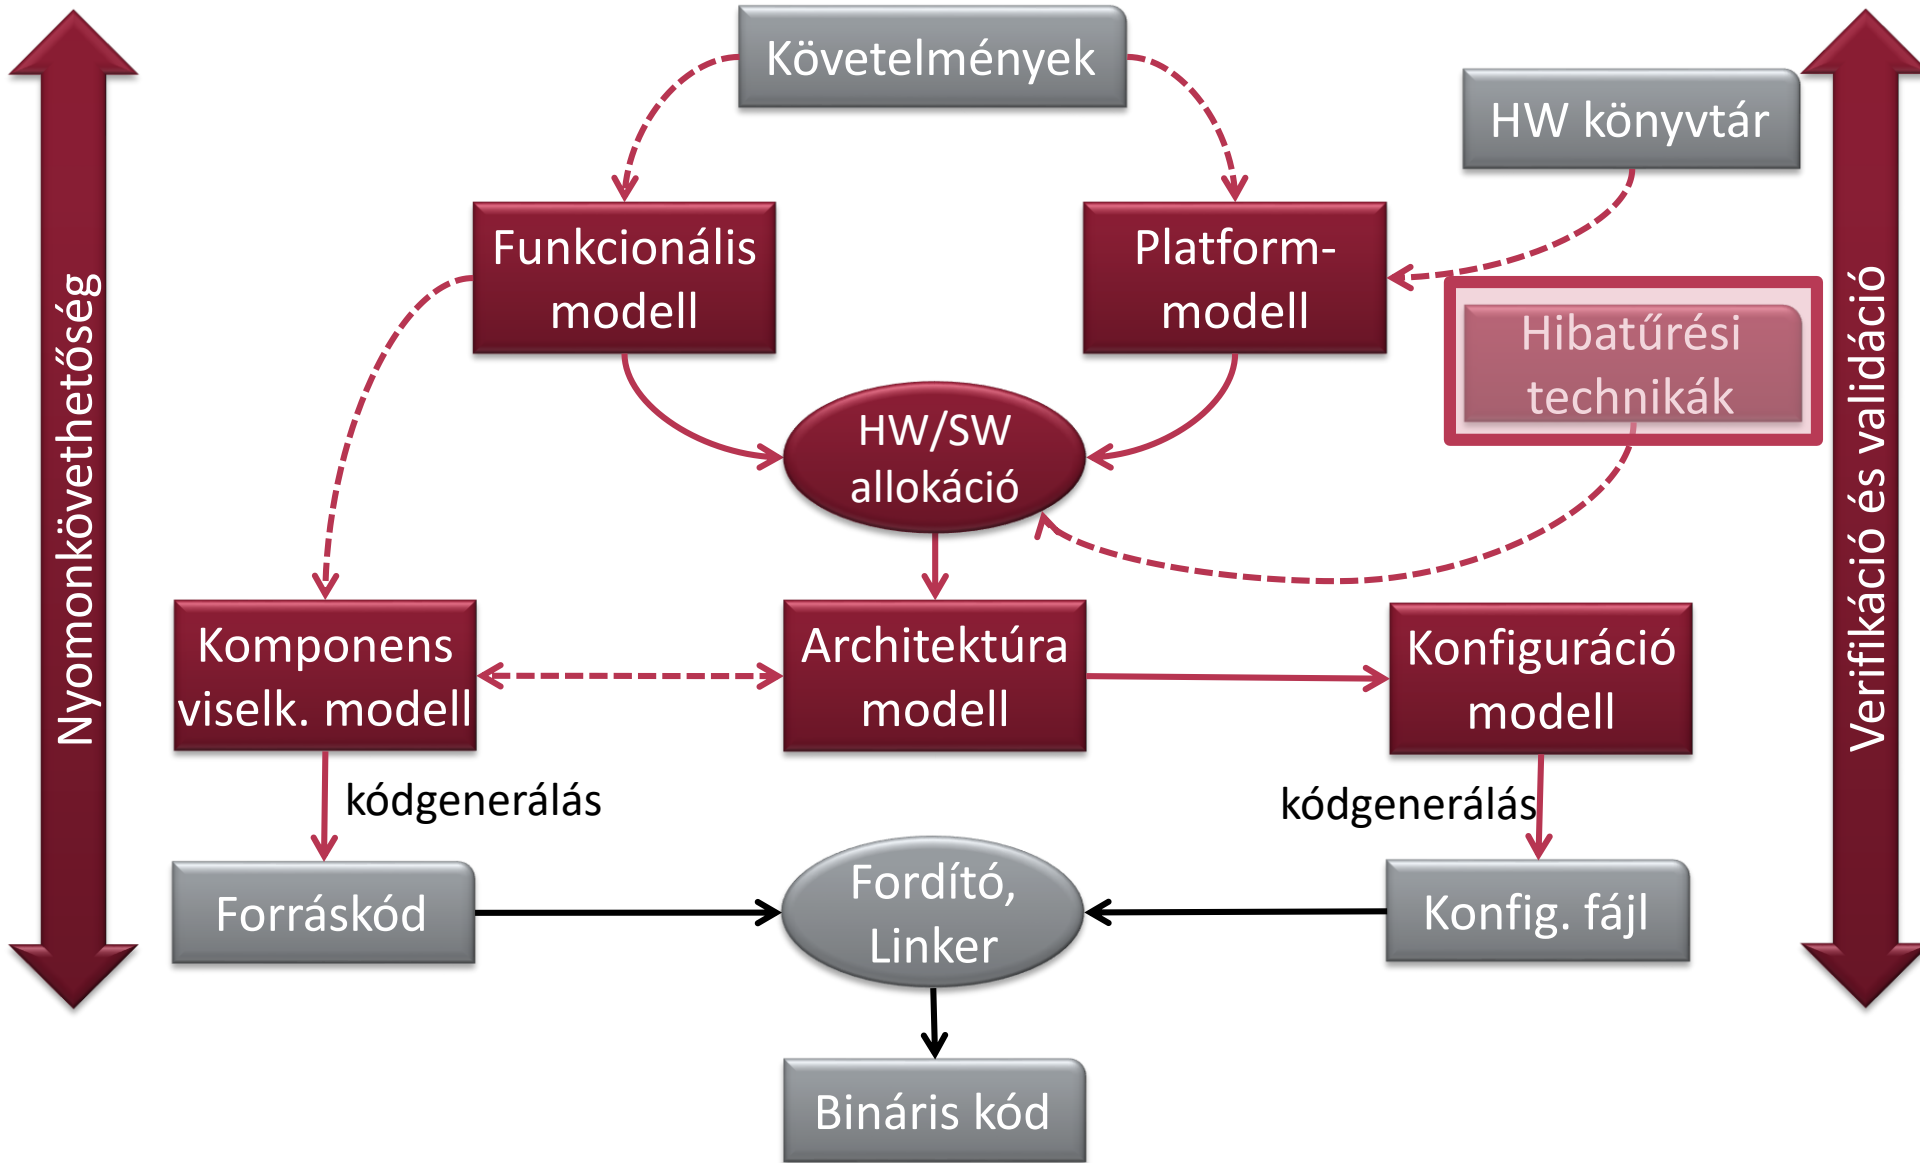 Követelmények
HW könyvtár
Funkcionális
modell
Platform-
modell
Hibatűrési
technikák
HW/SW
allokáció
Nyomonkövethetőség
Verifikáció és validáció
Komponens
viselk. modell
Architektúra
modell
Konfiguráció
modell
kódgenerálás
kódgenerálás
Forráskód
Fordító,
Linker
Konfig. fájl
Bináris kód